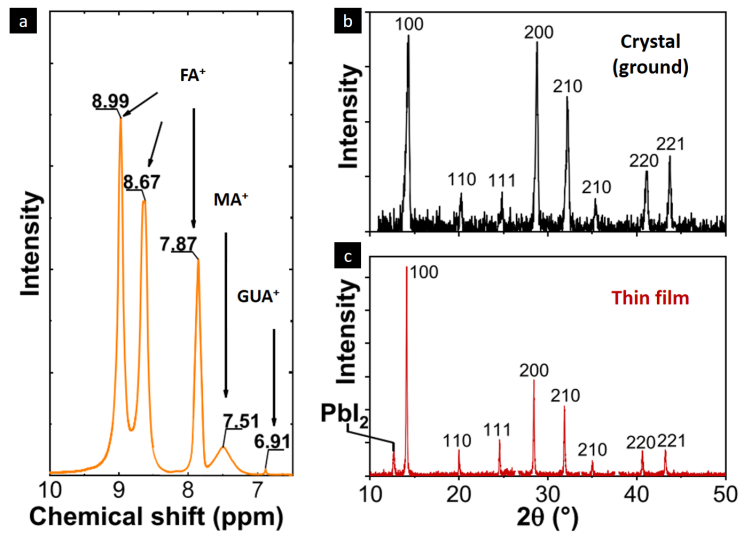 a
Intensity
8.99
FA⁺
8.67
7.87
MA⁺
GUA⁺
7.51
6.91
10
9
8
7
Chemical shift (ppm)
b
Intensity
100
110
111
200
210
210
220
221
Crystal
(ground)
c
Intensity
100
Thin film
PbI₂
110
111
200
210
210
220
221
10
20
30
40
50
2θ (°)